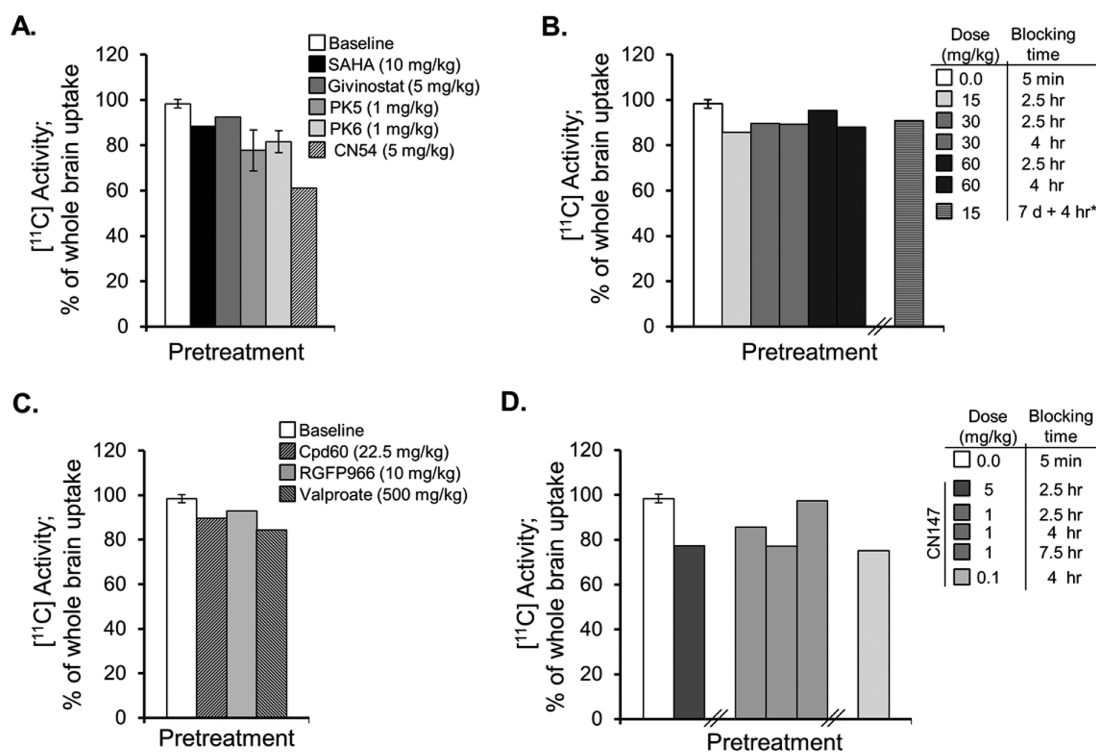 A.
[¹¹C] Activity;
% of whole brain uptake
120
100
80
60
40
20
0
Pretreatment
Baseline
SAHA (10 mg/kg)
Givinostat (5 mg/kg)
PK5 (1 mg/kg)
PK6 (1 mg/kg)
CN54 (5 mg/kg)
B.
[¹¹C] Activity;
% of whole brain uptake
120
100
80
60
40
20
0
Pretreatment
Dose Blocking
(mg/kg) time
0.0 5 min
15 2.5 hr
30 2.5 hr
30 4 hr
60 2.5 hr
60 4 hr
15 7 d + 4 hr*
C.
[¹¹C] Activity;
% of whole brain uptake
120
100
80
60
40
20
0
Pretreatment
Baseline
Cpd60 (22.5 mg/kg)
RGFP966 (10 mg/kg)
Valproate (500 mg/kg)
D.
[¹¹C] Activity;
% of whole brain uptake
120
100
80
60
40
20
0
Pretreatment
Dose Blocking
(mg/kg) time
0.0 5 min
CN147
5 2.5 hr
1 2.5 hr
1 4 hr
1 7.5 hr
0.1 4 hr